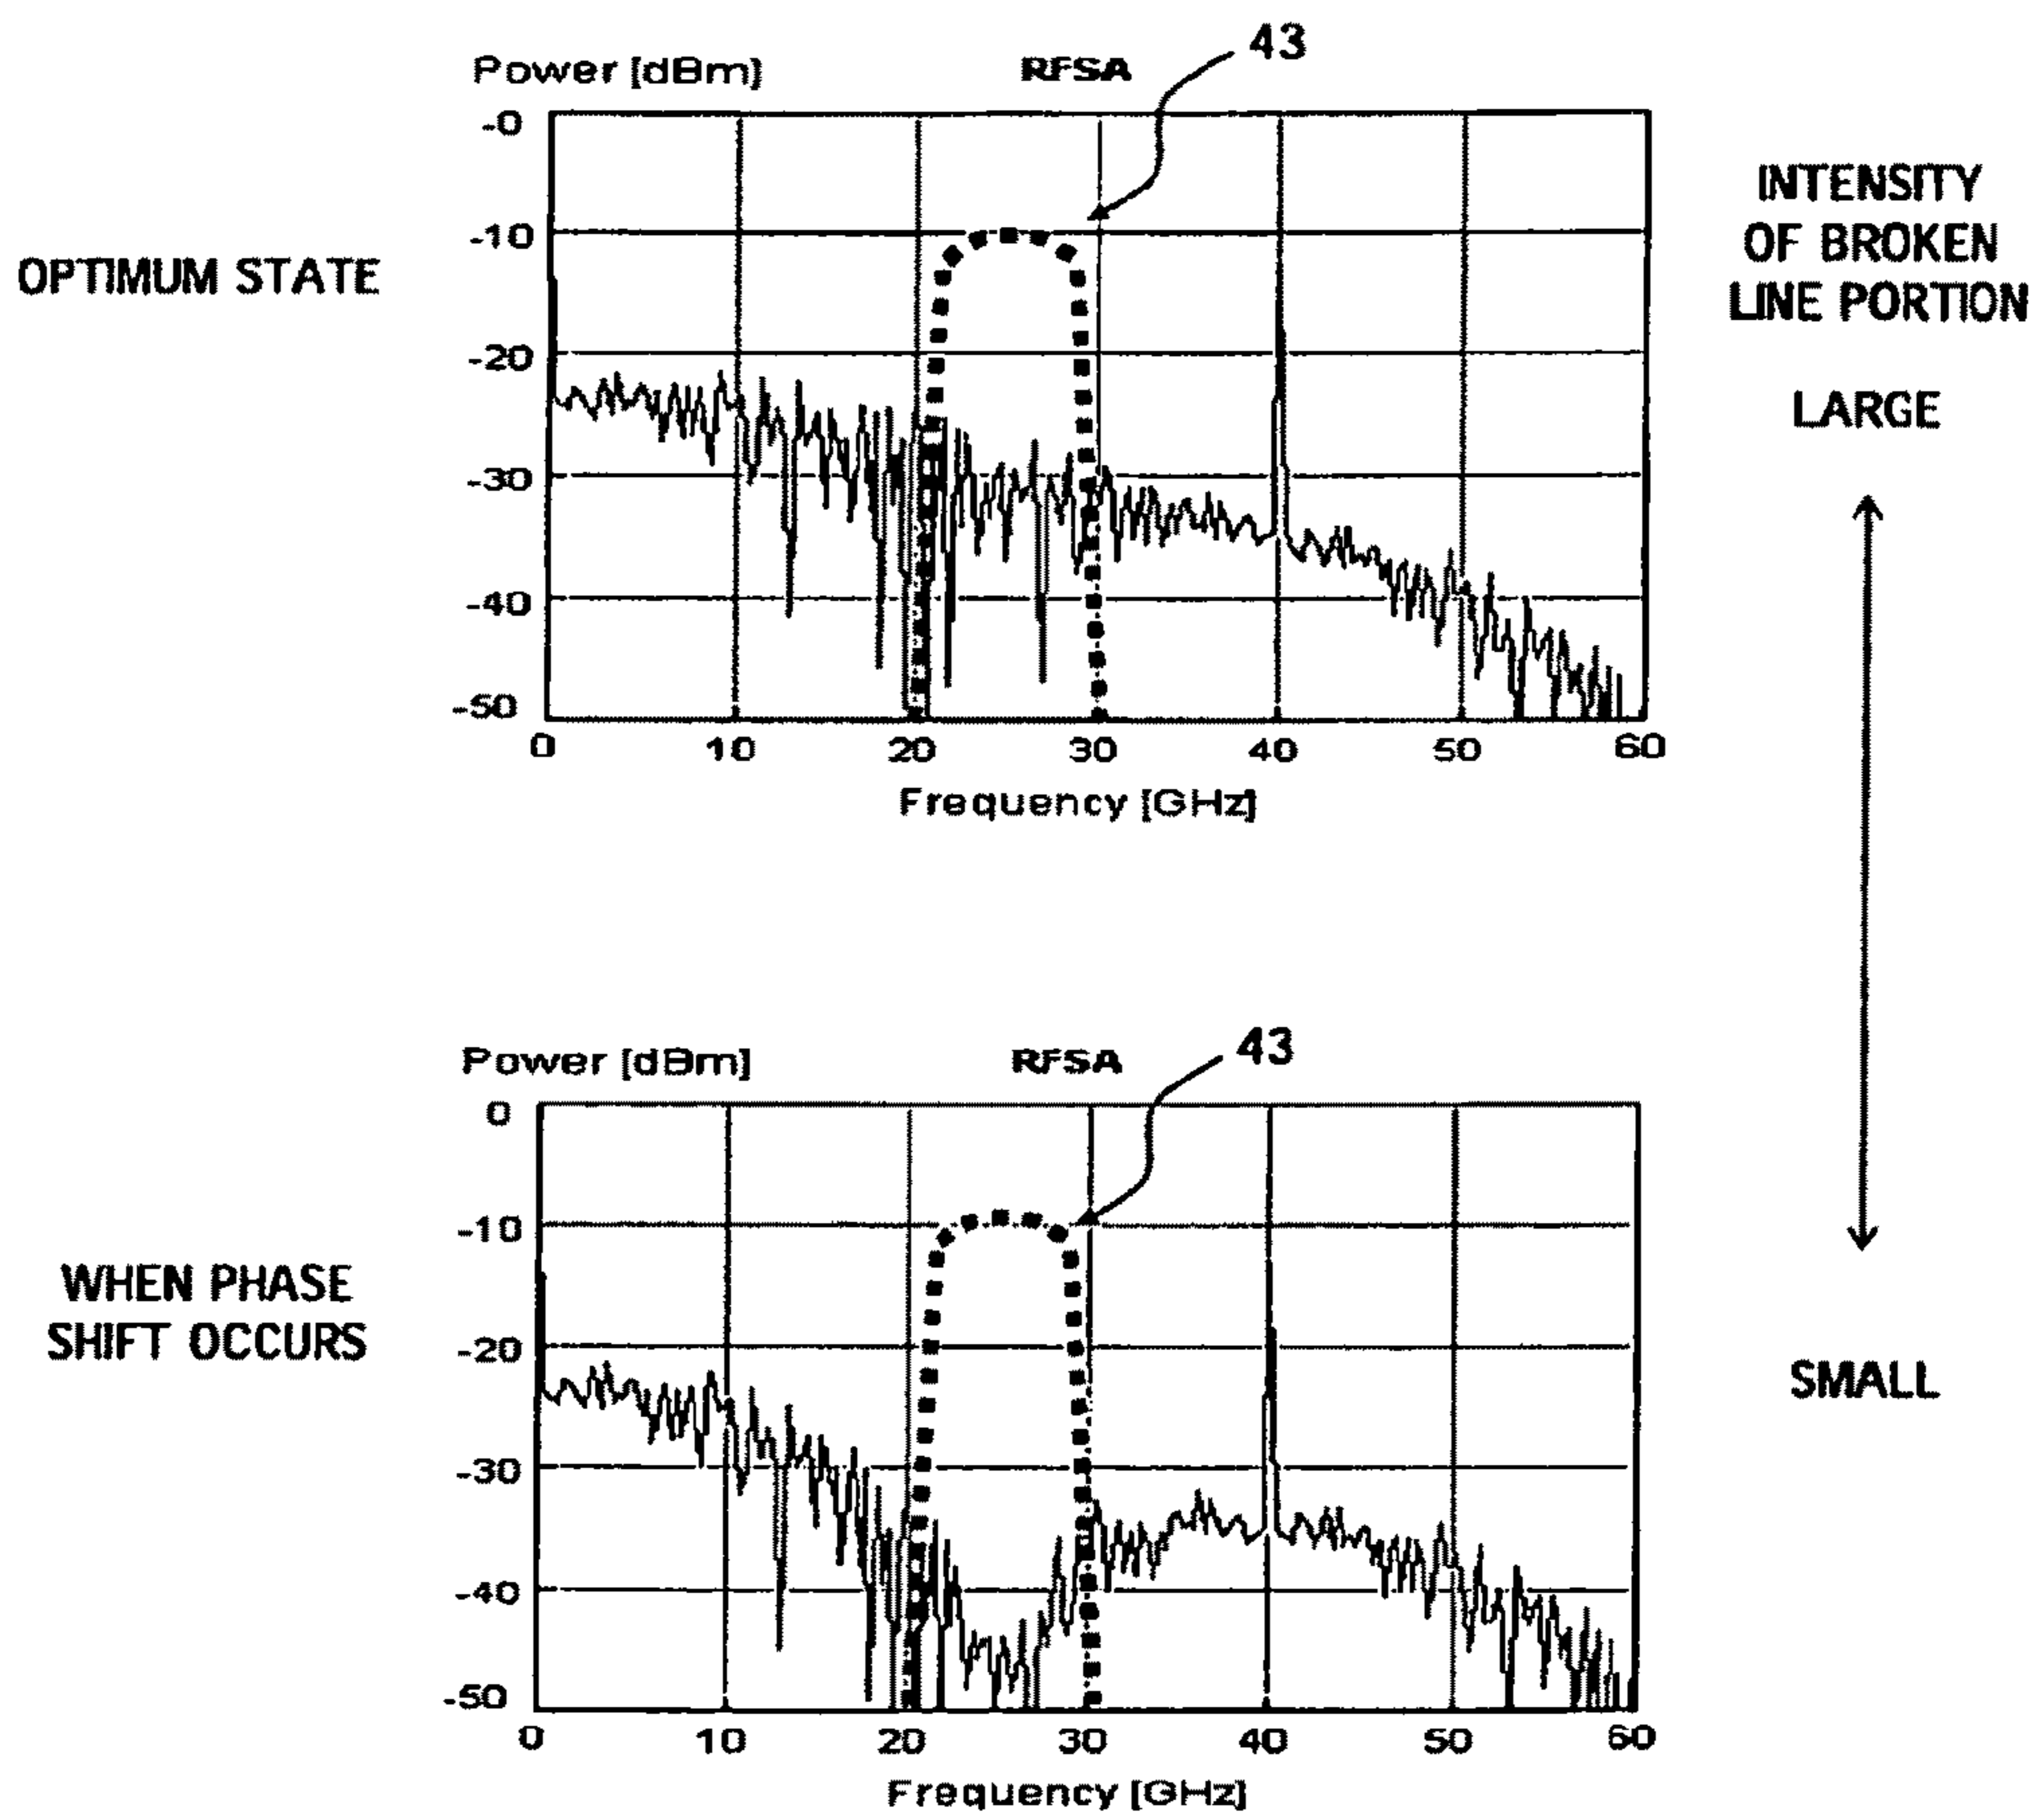 43
Power [dBm] RFSA
-0
-10
-20
-30
-40
-50
0 10 20 30 40 50 60
Frequency [GHz]
OPTIMUM STATE
INTENSITY
OF BROKEN
LINE PORTION
LARGE
43
Power [dBm] RFSA
0
-10
-20
-30
-40
-50
0 10 20 30 40 50 60
Frequency [GHz]
WHEN PHASE
SHIFT OCCURS
SMALL